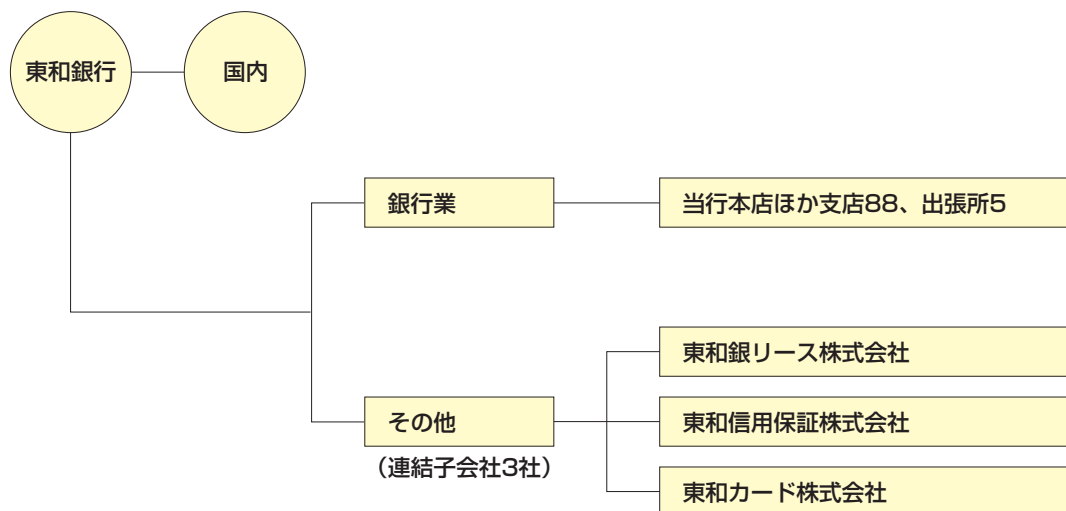 東和銀行
国内
銀行業
当行本店ほか支店88、出張所5
東和銀リース株式会社
その他
（連結子会社3社）
東和信用保証株式会社
東和カード株式会社